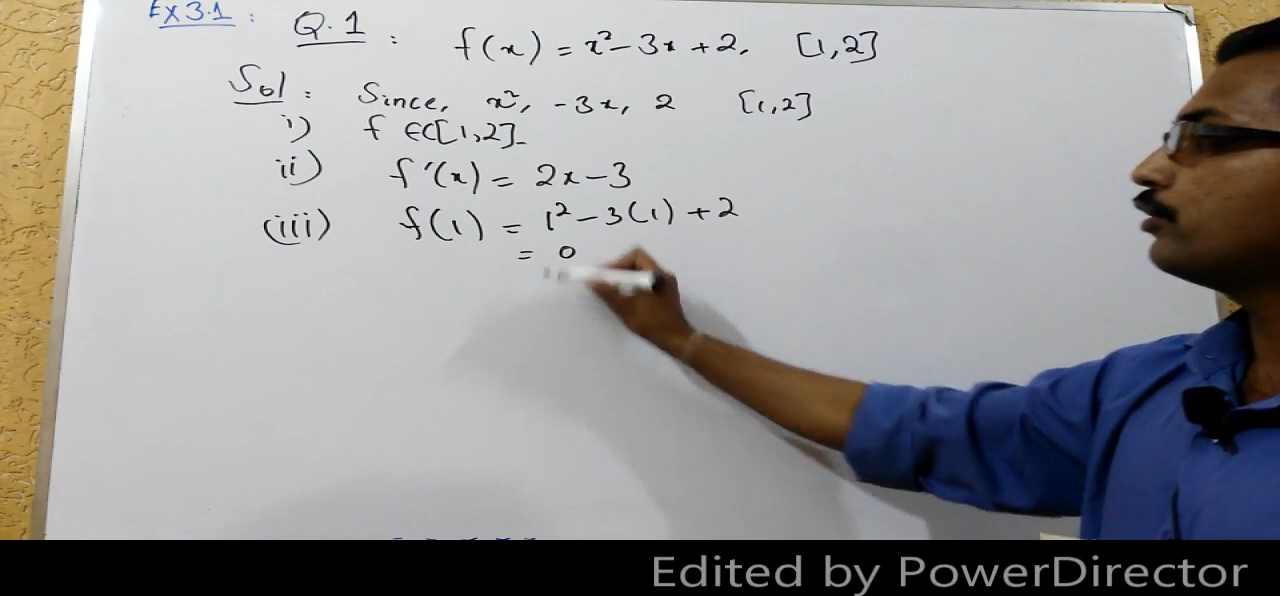 Ex 3.1 : Q.1 : f(x) = x² - 3x + 2, [1,2]
Sol : Since, x², -3x, 2 [1,2]
i) f ∈C[1,2]
ii) f'(x) = 2x - 3
(iii) f(1) = 1² - 3(1) + 2
= 0
Edited by PowerDirector